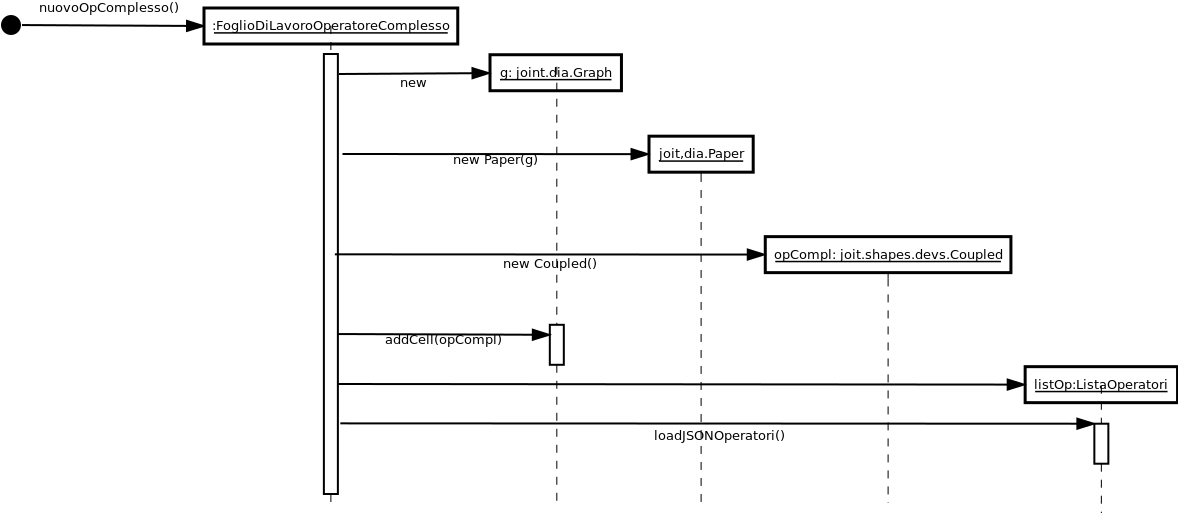 nuovoOpComplesso()
:FoglioDiLavoroOperatoreComplesso
g: joint.dia.Graph
new
joit,dia.Paper
new Paper(g)
opCompl: joit.shapes.devs.Coupled
new Coupled()
addCell(opCompl)
listOp:ListaOperatori
loadJSONOperatori()